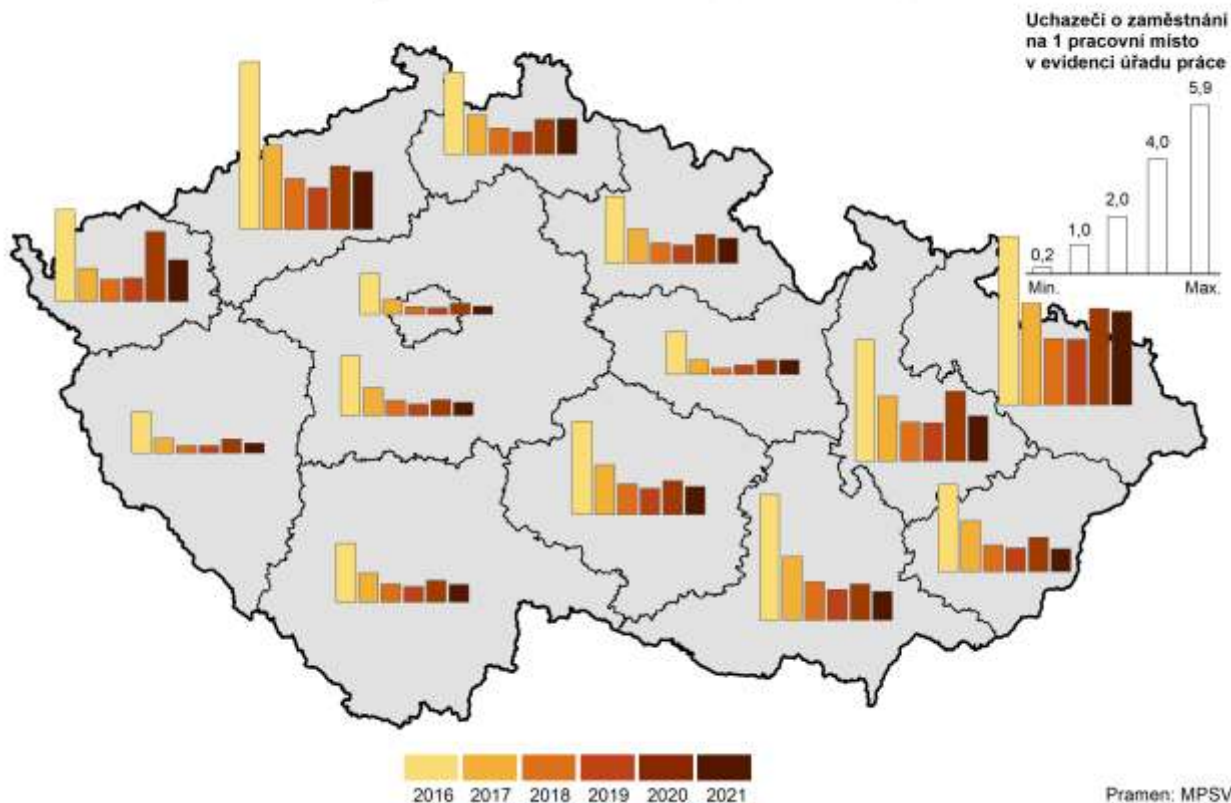 Uchazeči o zaměstnání
na 1 pracovní místo
v evidenci úřadu práce
5,9
4,0
2,0
1,0
0,2
Min.
Max.
2016 2017 2018 2019 2020 2021
Pramen: MPSV